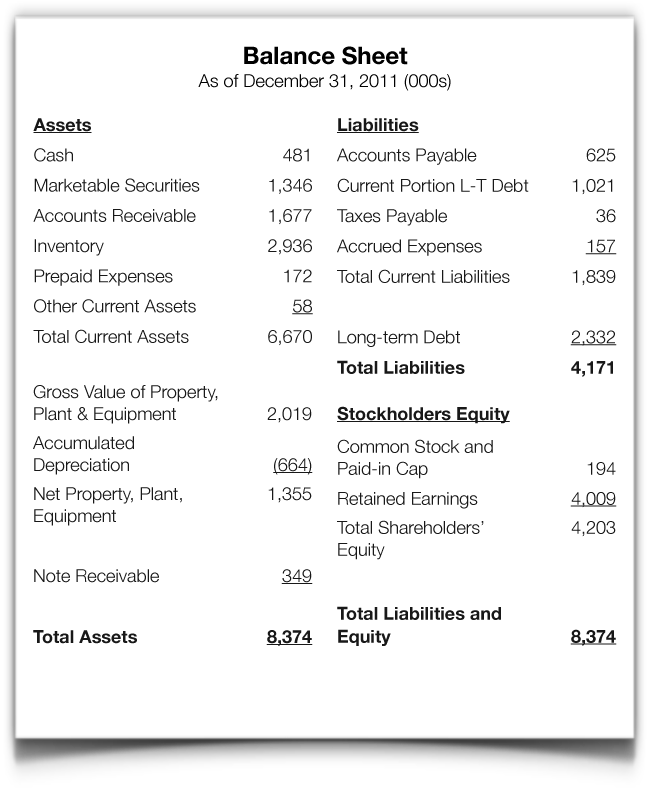 Balance Sheet
As of December 31, 2011 (000s)
Assets
Cash 481
Marketable Securities 1,346
Accounts Receivable 1,677
Inventory 2,936
Prepaid Expenses 172
Other Current Assets 58
Total Current Assets 6,670
Gross Value of Property,
Plant & Equipment 2,019
Accumulated
Depreciation (664)
Net Property, Plant, 1,355
Equipment
Note Receivable 349
Total Assets 8,374
Liabilities
Accounts Payable 625
Current Portion L-T Debt 1,021
Taxes Payable 36
Accrued Expenses 157
Total Current Liabilities 1,839
Long-term Debt 2,332
Total Liabilities 4,171
Stockholders Equity
Common Stock and
Paid-in Cap 194
Retained Earnings 4,009
Total Shareholders' 4,203
Equity
Total Liabilities and
Equity 8,374